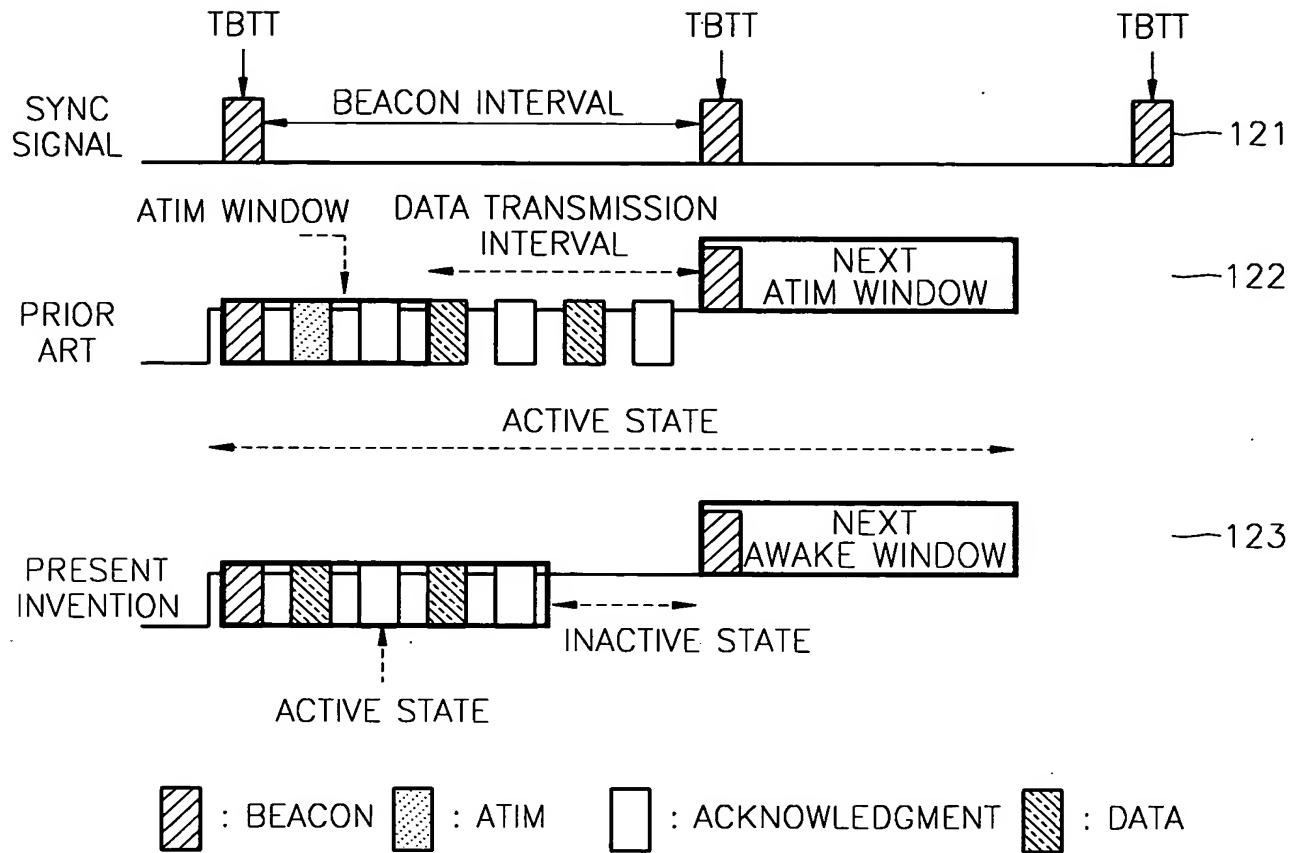 TBTT TBTT TBTT
SYNC
SIGNAL
BEACON INTERVAL
121
ATIM WINDOW
DATA TRANSMISSION
INTERVAL
PRIOR
ART
NEXT
ATIM WINDOW
122
ACTIVE STATE
PRESENT
INVENTION
NEXT
AWAKE WINDOW
123
INACTIVE STATE
ACTIVE STATE
: BEACON : ATIM : ACKNOWLEDGMENT : DATA